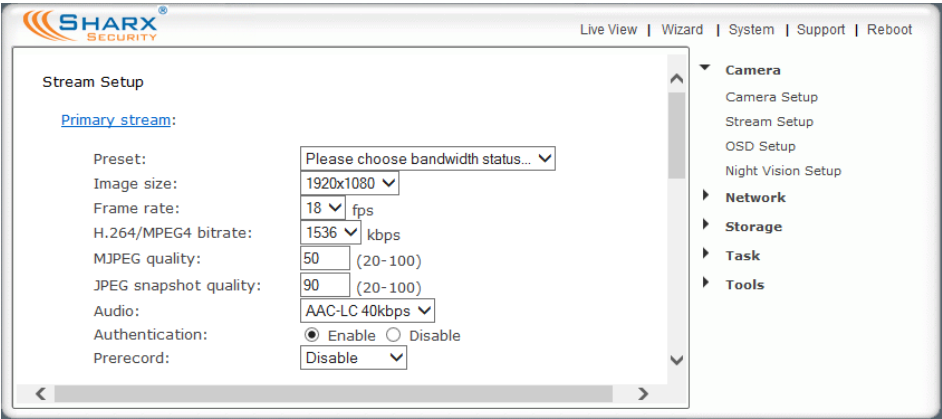 SHARX®
SECURITY
Live View | Wizard | System | Support | Reboot
Stream Setup
Primary stream:
Preset: Please choose bandwidth status...
Image size: 1920x1080
Frame rate: 18 fps
H.264/MPEG4 bitrate: 1536 kbps
MJPEG quality: 50 (20-100)
JPEG snapshot quality: 90 (20-100)
Audio: AAC-LC 40kbps
Authentication: Enable Disable
Prerecord: Disable
Camera
Camera Setup
Stream Setup
OSD Setup
Night Vision Setup
Network
Storage
Task
Tools